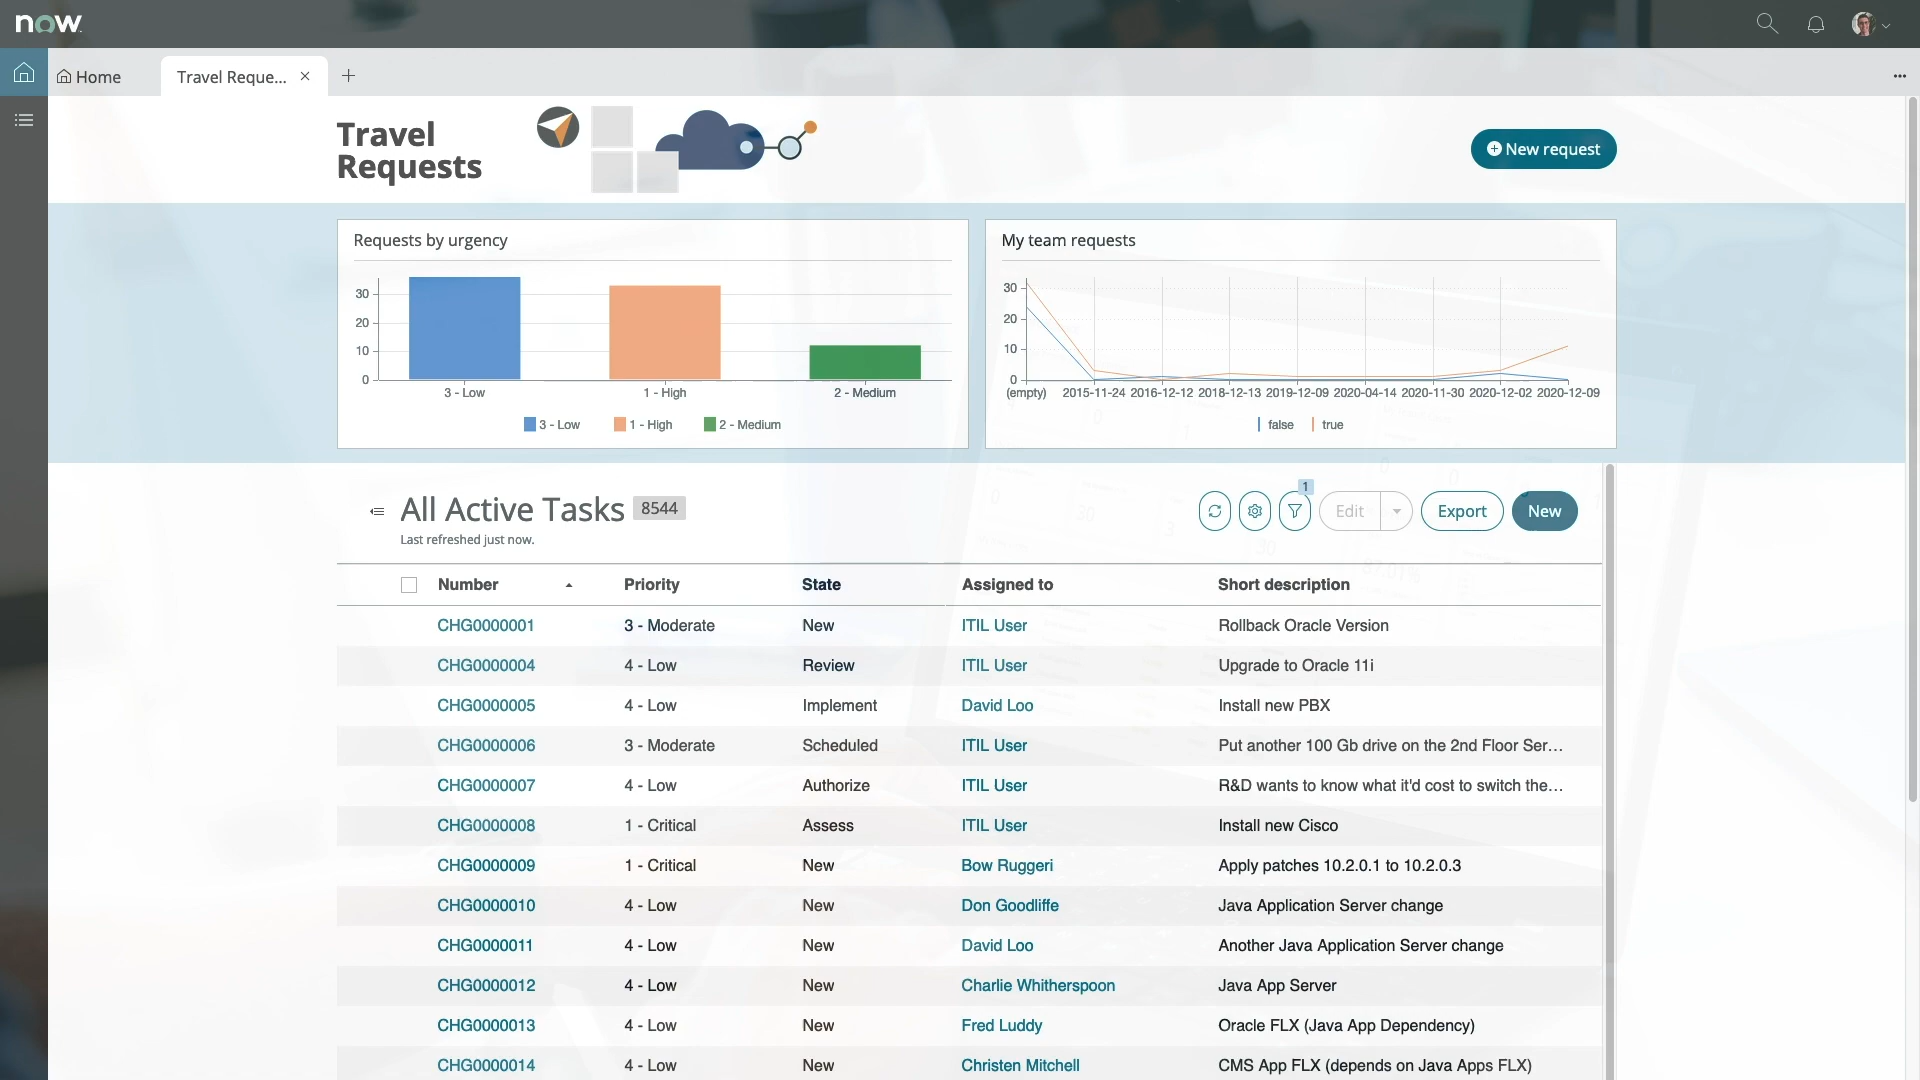 now.
Home
Travel Reque...
Travel
Requests
New request
Requests by urgency
30
20
10
0
3 - Low
1 - High
2 - Medium
3 - Low
1 - High
2 - Medium
My team requests
30
20
10
0
(empty)
2015-11-24
2016-12-12
2018-12-13
2019-12-09
2020-04-14
2020-11-30
2020-12-02
2020-12-09
false
true
All Active Tasks 8544
Last refreshed just now.
1
Edit
Export
New
Number Priority State Assigned to Short description
CHG0000001 3 - Moderate New ITIL User Rollback Oracle Version
CHG0000004 4 - Low Review ITIL User Upgrade to Oracle 11i
CHG0000005 4 - Low Implement David Loo Install new PBX
CHG0000006 3 - Moderate Scheduled ITIL User Put another 100 Gb drive on the 2nd Floor Ser...
CHG0000007 4 - Low Authorize ITIL User R&D wants to know what it'd cost to switch the...
CHG0000008 1 - Critical Assess ITIL User Install new Cisco
CHG0000009 1 - Critical New Bow Ruggeri Apply patches 10.2.0.1 to 10.2.0.3
CHG0000010 4 - Low New Don Goodliffe Java Application Server change
CHG0000011 4 - Low New David Loo Another Java Application Server change
CHG0000012 4 - Low New Charlie Whitherspoon Java App Server
CHG0000013 4 - Low New Fred Luddy Oracle FLX (Java App Dependency)
CHG0000014 4 - Low New Christen Mitchell CMS App FLX (depends on Java Apps FLX)